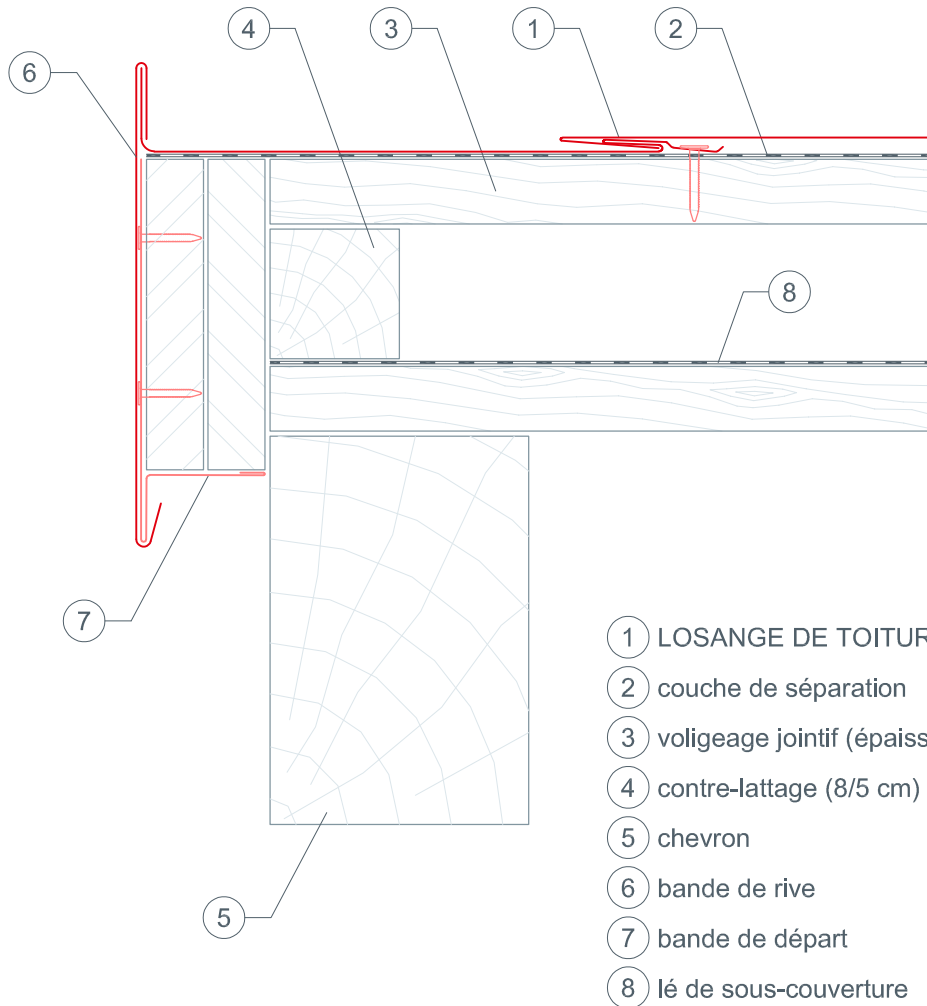 4 3 1 2
6
8
7
5
1 LOSANGE DE TOITUR
2 couche de séparation
3 voligeage jointif (épaiss
4 contre-lattage (8/5 cm)
5 chevron
6 bande de rive
7 bande de départ
8 lé de sous-couverture